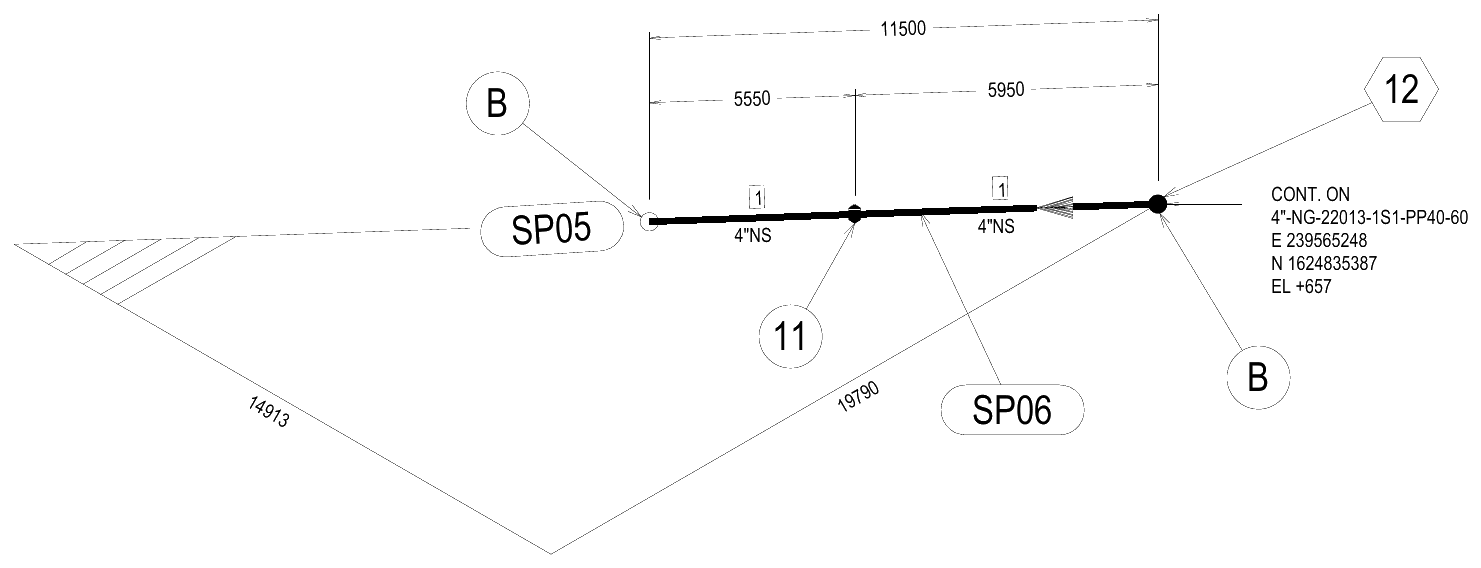 11500
5550
5950
B
12
1
1
SP05
4"NS
4"NS
CONT. ON
4"-NG-22013-1S1-PP40-60
E 239565248
N 1624835387
EL +657
11
B
14913
19790
SP06